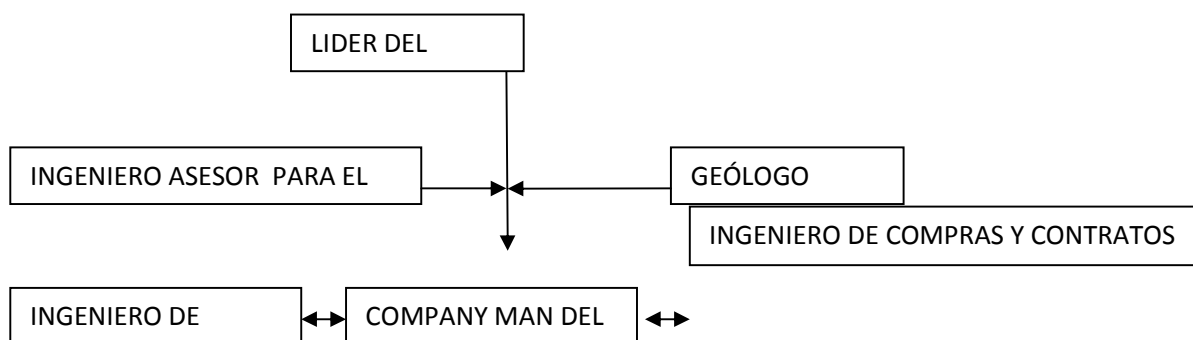 LIDER DEL
INGENIERO ASESOR PARA EL
GEÓLOGO
INGENIERO DE COMPRAS Y CONTRATOS
INGENIERO DE
COMPANY MAN DEL